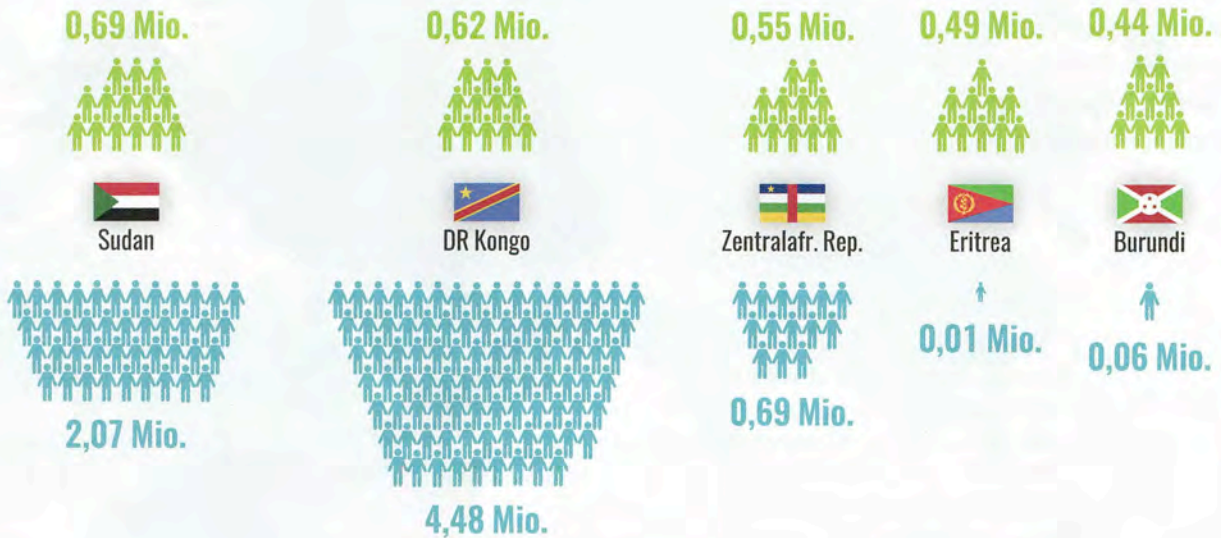 0,69 Mio.
0,62 Mio.
0,55 Mio.
0,49 Mio.
0,44 Mio.
Sudan
DR Kongo
Zentralafr. Rep.
Eritrea
Burundi
2,07 Mio.
4,48 Mio.
0,69 Mio.
0,01 Mio.
0,06 Mio.